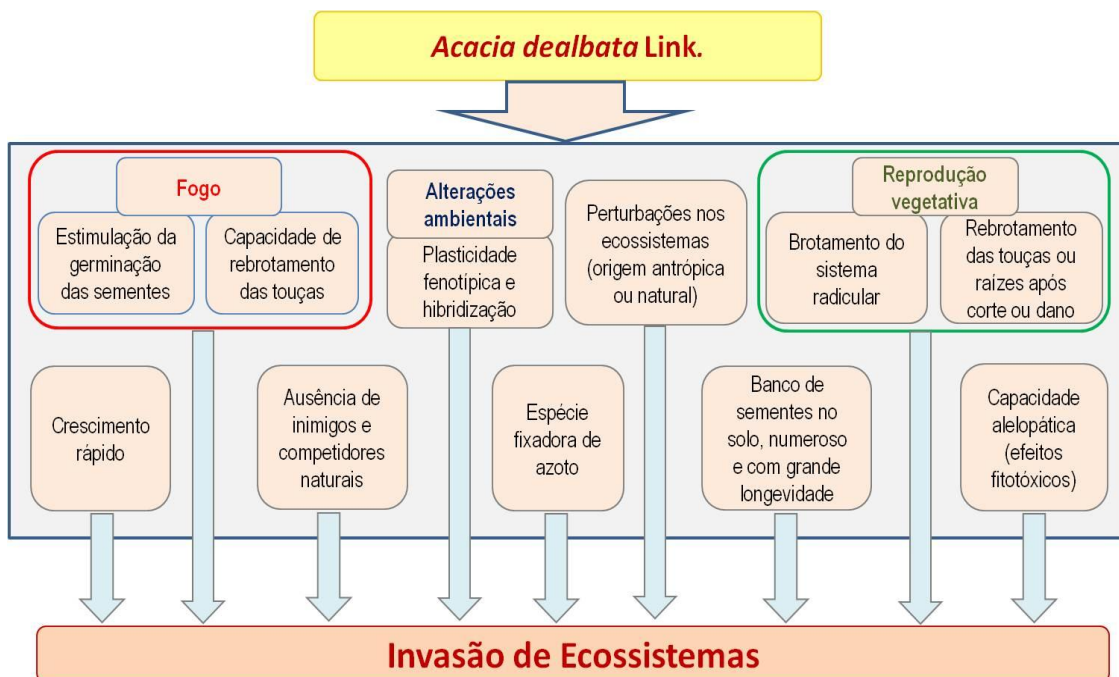 Acacia dealbata Link.
Fogo
Estimulação da
germinação
das sementes
Capacidade de
rebrotamento
das touças
Alterações
ambientais
Plasticidade
fenotípica e
hibridização
Perturbações nos
ecossistemas
(origem antrópica
ou natural)
Reprodução
vegetativa
Brotamento do
sistema
radicular
Rebrotamento
das touças ou
raízes após
corte ou dano
Crescimento
rápido
Ausência de
inimigos e
competidores
naturais
Espécie
fixadora de
azoto
Banco de
sementes no
solo, numeroso
e com grande
longevidade
Capacidade
alelopática
(efeitos
fitotóxicos)
Invasão de Ecossistemas